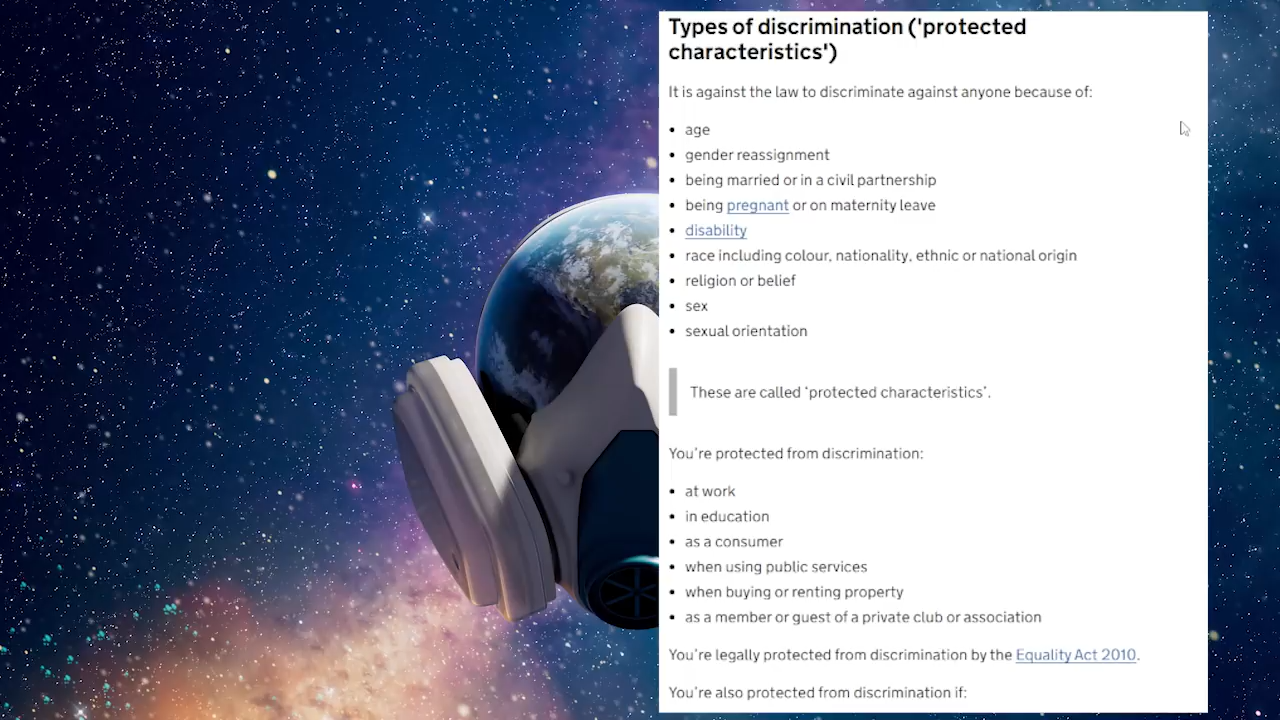 Types of discrimination ('protected
characteristics')
It is against the law to discriminate against anyone because of:
• age
• gender reassignment
• being married or in a civil partnership
• being pregnant or on maternity leave
• disability
• race including colour, nationality, ethnic or national origin
• religion or belief
• sex
• sexual orientation
These are called ‘protected characteristics’.
You’re protected from discrimination:
• at work
• in education
• as a consumer
• when using public services
• when buying or renting property
• as a member or guest of a private club or association
You’re legally protected from discrimination by the Equality Act 2010.
You’re also protected from discrimination if: